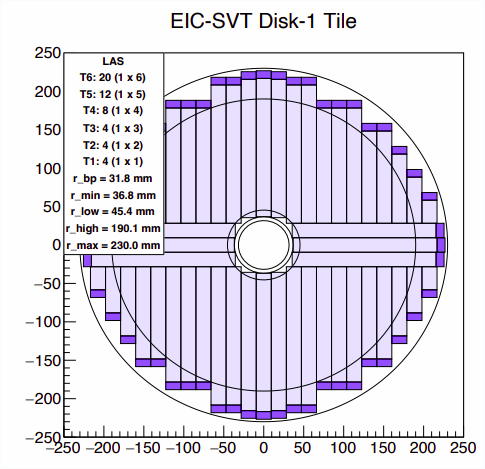 EIC-SVT Disk-1 Tile
LAS
T6: 20 (1 x 6)
T5: 12 (1 x 5)
T4: 8 (1 x 4)
T3: 4 (1 x 3)
T2: 4 (1 x 2)
T1: 4 (1 x 1)
r_bp = 31.8 mm
r_min = 36.8 mm
r_low = 45.4 mm
r_high = 190.1 mm
r_max = 230.0 mm
250
200
150
100
50
0
−50
−100
−150
−200
−250
−250 −200 −150 −100 −50 0 50 100 150 200 250